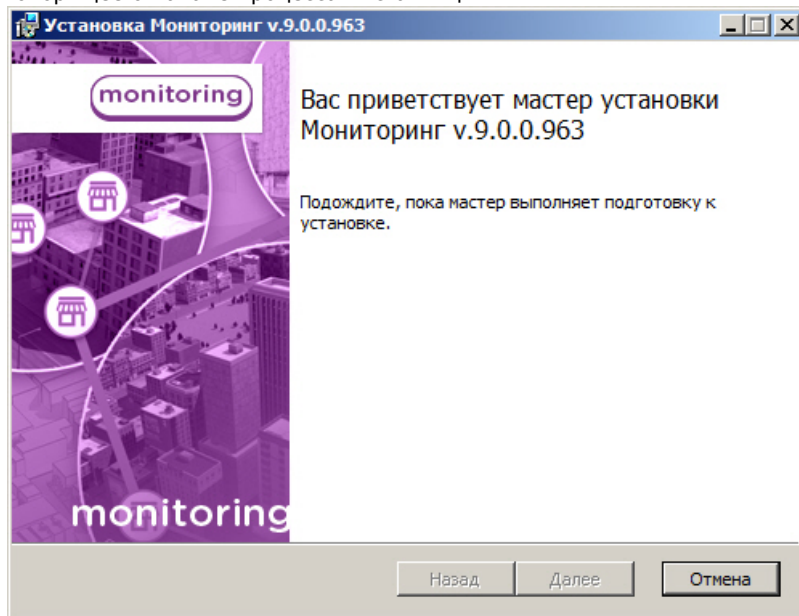 Установка Мониторинг v.9.0.0.963
monitoring
Вас приветствует мастер установки
Мониторинг v.9.0.0.963
Подождите, пока мастер выполняет подготовку к
установке.
monitoring
Назад
Далее
Отмена